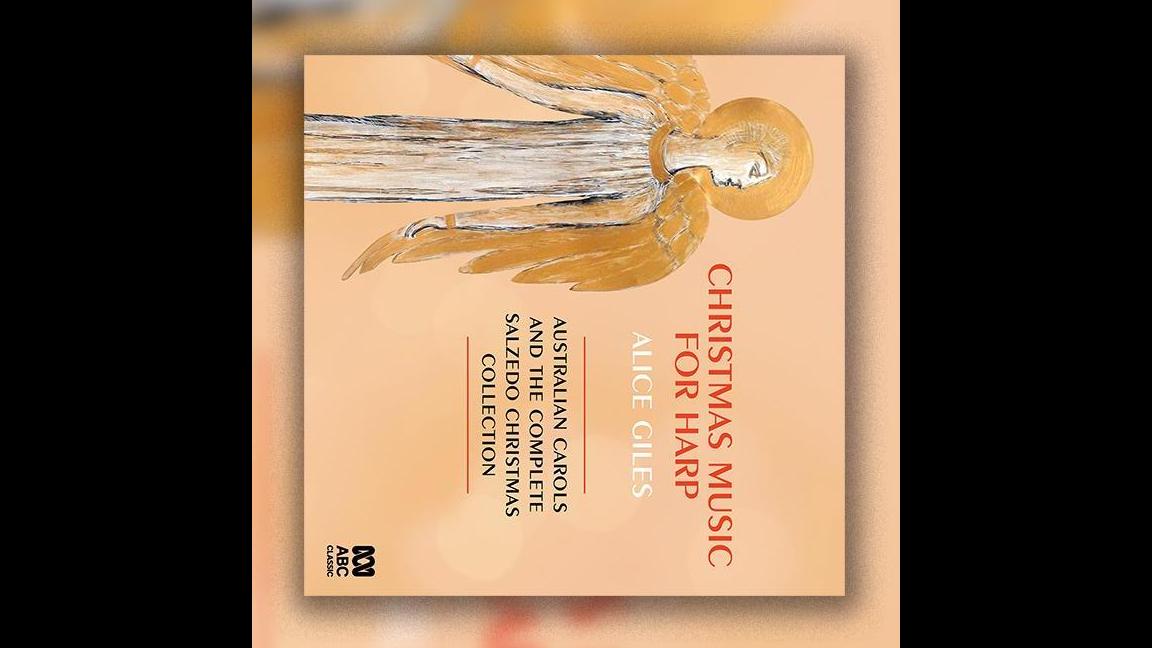 CHRISTMAS MUSIC
FOR HARP
ALICE GILES
AUSTRALIAN CAROLS
AND THE COMPLETE
SALZEDO CHRISTMAS
COLLECTION
ABC
CLASSIC